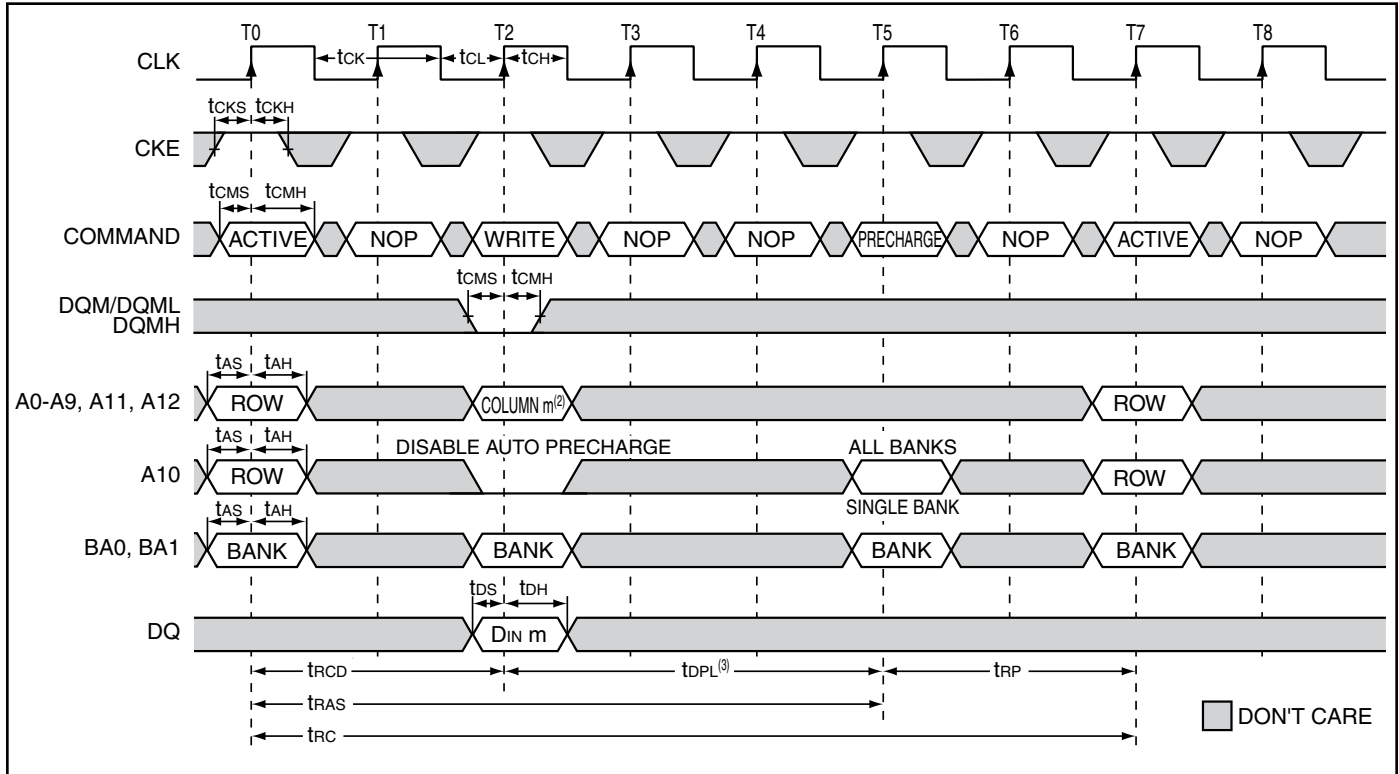 T0 T1 T2 T3 T4 T5 T6 T7 T8
CLK tCK tCL tCH
tCKS tCKH
CKE
tCMS tCMH
COMMAND ACTIVE NOP WRITE NOP NOP PRECHARGE NOP ACTIVE NOP
tCMS tCMH
DQM/DQML
DQMH
tAS tAH
A0-A9, A11, A12 ROW COLUMN m(2) ROW
tAS tAH DISABLE AUTO PRECHARGE ALL BANKS
A10 ROW ROW
tAS tAH SINGLE BANK
BA0, BA1 BANK BANK BANK BANK
tDS tDH
DQ DIN m
tRCD tDPL(3) tRP
tRAS
tRC
DON'T CARE